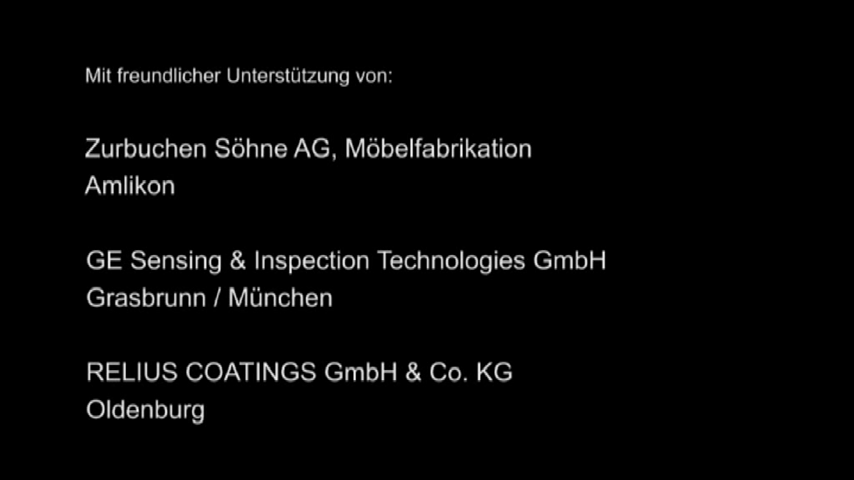 Mit freundlicher Unterstützung von:
Zurbuchen Söhne AG, Möbelfabrikation
Amlikon
GE Sensing & Inspection Technologies GmbH
Grasbrunn / München
RELIUS COATINGS GmbH & Co. KG
Oldenburg